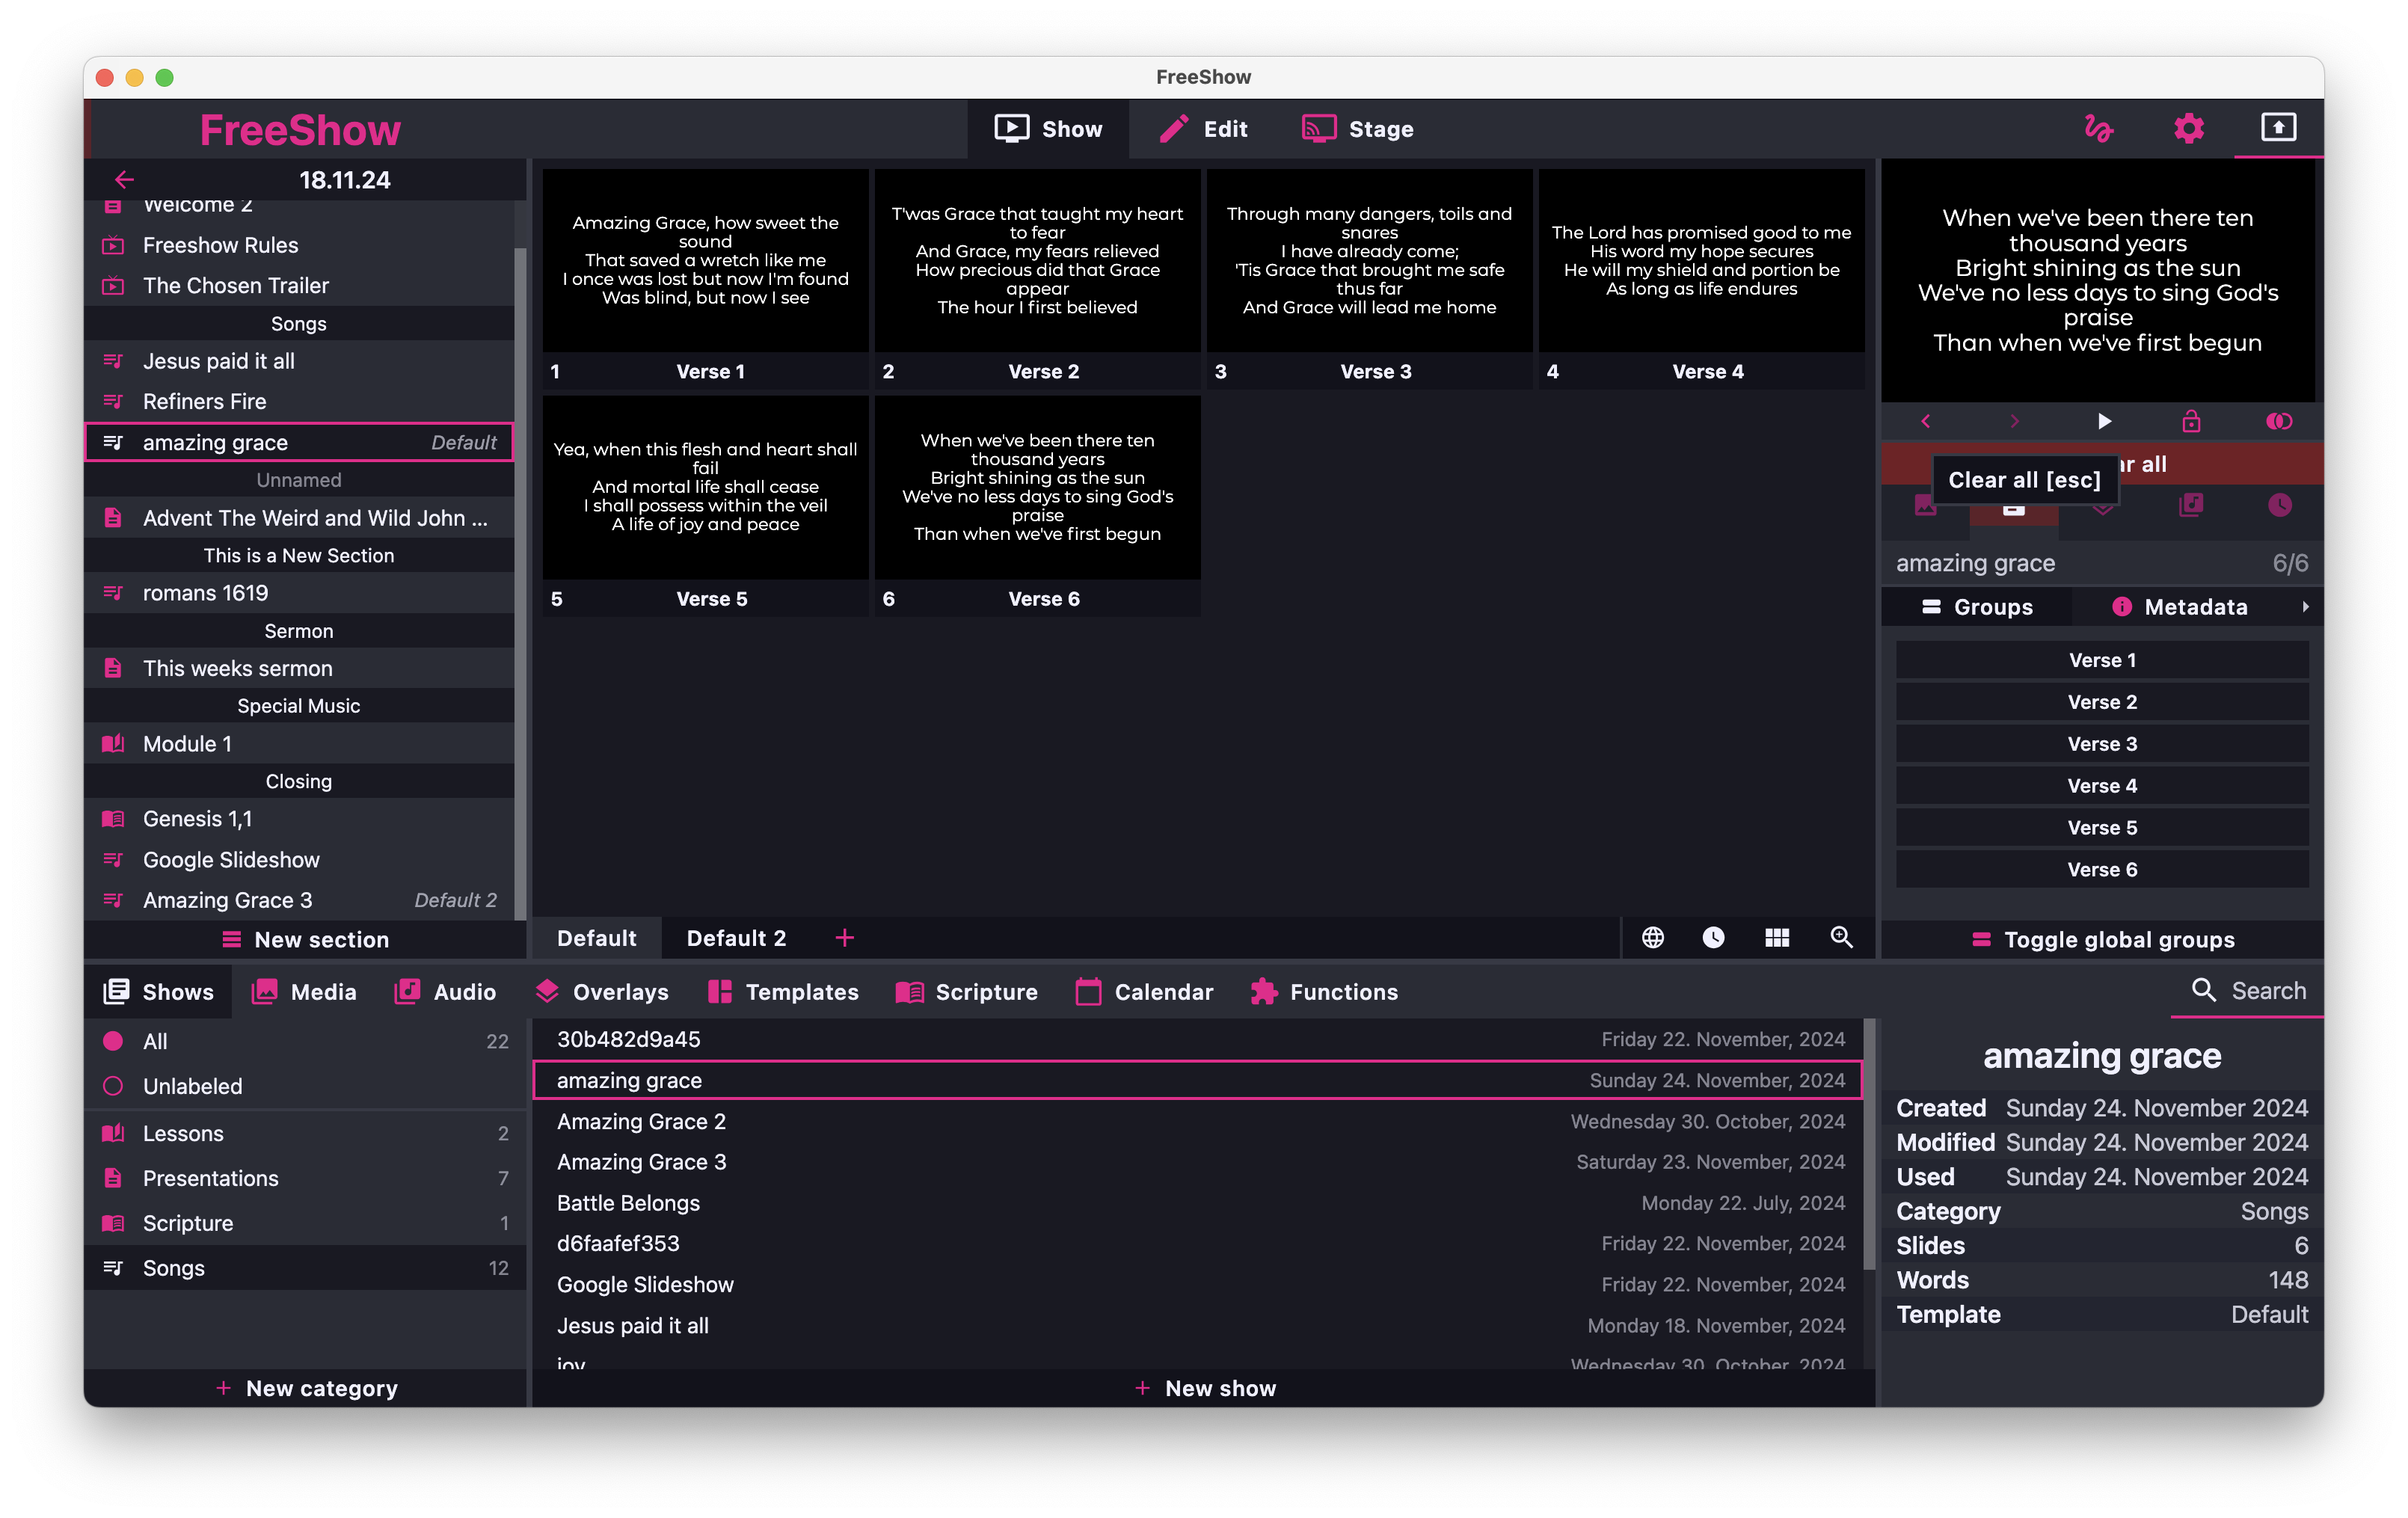 FreeShow
FreeShow
Show
Edit
Stage
18.11.24
Welcome 2
Freeshow Rules
The Chosen Trailer
Songs
Jesus paid it all
Refiners Fire
amazing grace Default
Unnamed
Advent The Weird and Wild John ...
This is a New Section
romans 1619
Sermon
This weeks sermon
Special Music
Module 1
Closing
Genesis 1,1
Google Slideshow
Amazing Grace 3 Default 2
New section
Amazing Grace, how sweet the
sound
That saved a wretch like me
I once was lost but now I'm found
Was blind, but now I see
1 Verse 1
T'was Grace that taught my heart
to fear
And Grace, my fears relieved
How precious did that Grace
appear
The hour I first believed
2 Verse 2
Through many dangers, toils and
snares
I have already come;
'Tis Grace that brought me safe
thus far
And Grace will lead me home
3 Verse 3
The Lord has promised good to me
His word my hope secures
He will my shield and portion be
As long as life endures
4 Verse 4
Yea, when this flesh and heart shall
fail
And mortal life shall cease
I shall possess within the veil
A life of joy and peace
5 Verse 5
When we've been there ten
thousand years
Bright shining as the sun
We've no less days to sing God's
praise
Than when we've first begun
6 Verse 6
Default
Default 2
When we've been there ten
thousand years
Bright shining as the sun
We've no less days to sing God's
praise
Than when we've first begun
all
Clear all [esc]
amazing grace 6/6
Groups
Metadata
Verse 1
Verse 2
Verse 3
Verse 4
Verse 5
Verse 6
Toggle global groups
Shows
Media
Audio
Overlays
Templates
Scripture
Calendar
Functions
Search
All 22
Unlabeled
Lessons 2
Presentations 7
Scripture 1
Songs 12
New category
30b482d9a45 Friday 22. November, 2024
amazing grace Sunday 24. November, 2024
Amazing Grace 2 Wednesday 30. October, 2024
Amazing Grace 3 Saturday 23. November, 2024
Battle Belongs Monday 22. July, 2024
d6faafef353 Friday 22. November, 2024
Google Slideshow Friday 22. November, 2024
Jesus paid it all Monday 18. November, 2024
joy Wednesday 30. October, 2024
New show
amazing grace
Created Sunday 24. November 2024
Modified Sunday 24. November 2024
Used Sunday 24. November 2024
Category Songs
Slides 6
Words 148
Template Default